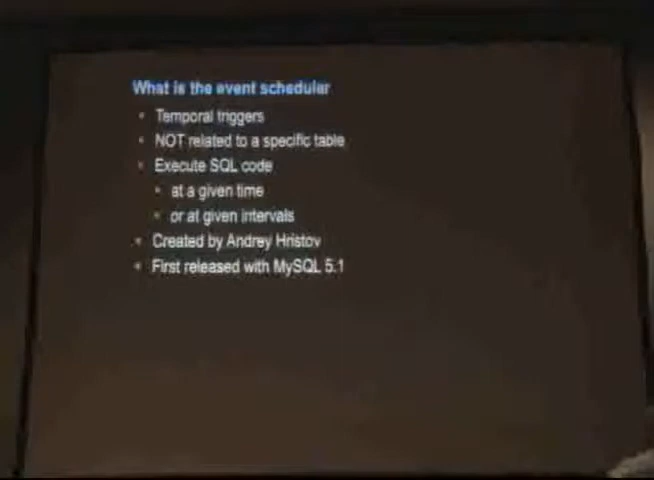 What is the event schedular
Temporal triggers
NOT related to a specific table
Execute SQL code
at a given time
or at given intervals
Created by Andrey Hristov
First released with MySQL 5.1